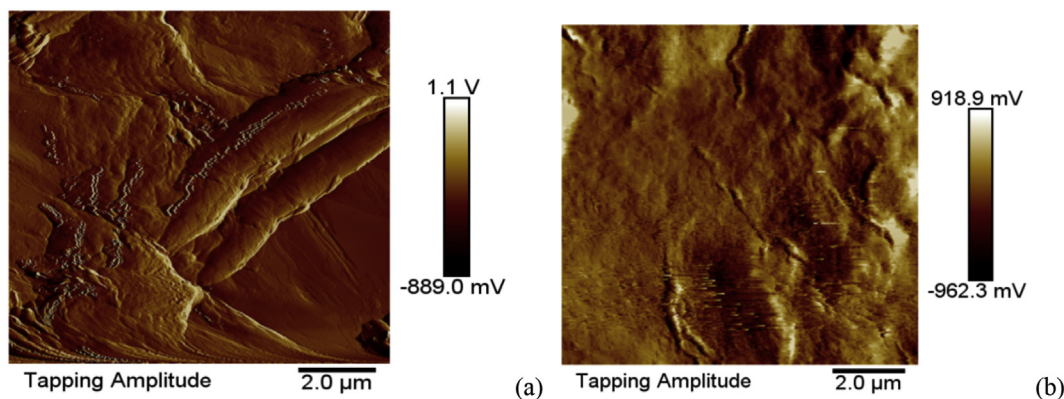 1.1 V
-889.0 mV
Tapping Amplitude
2.0 µm
(a)
918.9 mV
-962.3 mV
Tapping Amplitude
2.0 µm
(b)